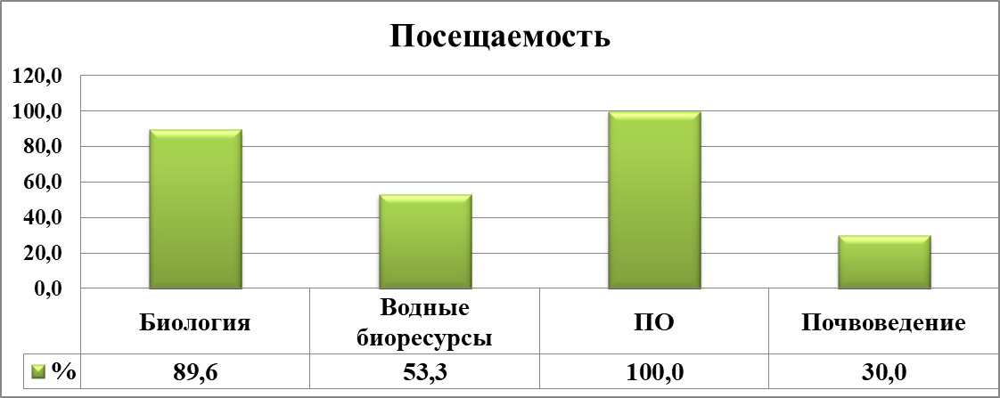 Посещаемость
120,0
100,0
80,0
60,0
40,0
20,0
0,0
Биология
Водные
биоресурсы
ПО
Почвоведение
% 89,6 53,3 100,0 30,0